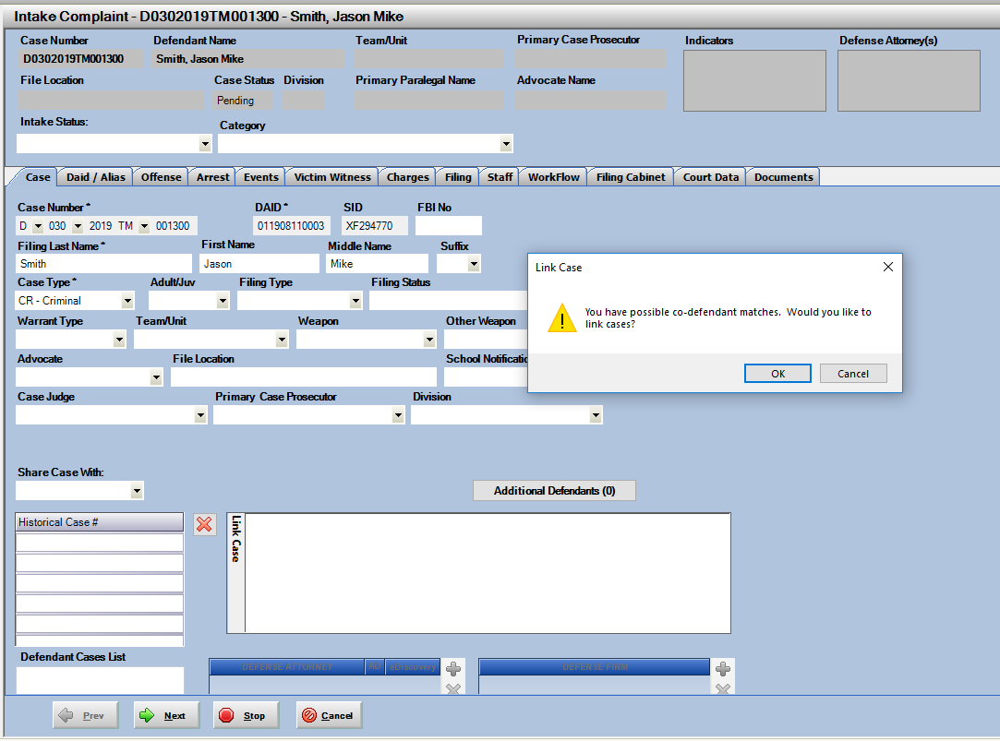 Intake Complaint - D0302019TM001300 - Smith, Jason Mike
Case Number Defendant Name Team/Unit Primary Case Prosecutor Indicators Defense Attorney(s)
D0302019TM001300 Smith, Jason Mike
File Location Case Status Division Primary Paralegal Name Advocate Name
Pending
Intake Status: Category
Case Daid / Alias Offense Arrest Events Victim Witness Charges Filing Staff WorkFlow Filing Cabinet Court Data Documents
Case Number * DAID * SID FBI No
D 030 2019 TM 001300 011908110003 XF294770
Filing Last Name * First Name Middle Name Suffix
Smith Jason Mike
Case Type * Adult/Juv Filing Type Filing Status
CR - Criminal
Warrant Type Team/Unit Weapon Other Weapon
Advocate File Location School Notificatio
Case Judge Primary Case Prosecutor Division
Link Case
You have possible co-defendant matches. Would you like to
link cases?
OK Cancel
Share Case With:
Additional Defendants (0)
Historical Case #
Link Case
Defendant Cases List
DEFENSE ATTORNEY AD eDiscovery DEFENSE FIRM
Prev Next Stop Cancel